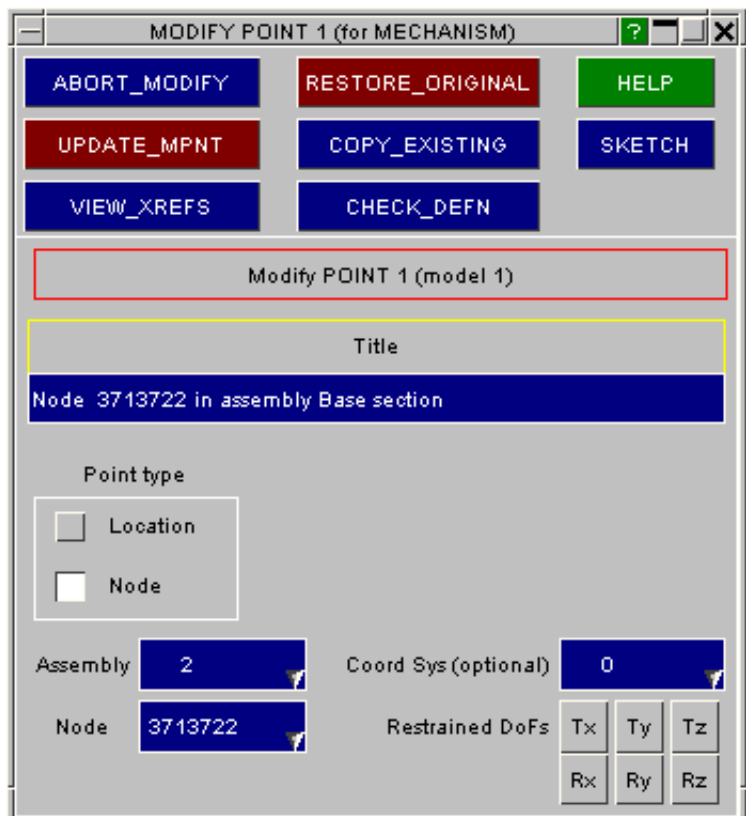 MODIFY POINT 1 (for MECHANISM) ?
ABORT_MODIFY RESTORE_ORIGINAL HELP
UPDATE_MPNT COPY_EXISTING SKETCH
VIEW_XREFS CHECK_DEFN
Modify POINT 1 (model 1)
Title
Node 3713722 in assembly Base section
Point type
Location
Node
Assembly 2 Coord Sys (optional) 0
Node 3713722 Restrained DoFs Tx Ty Tz
Rx Ry Rz